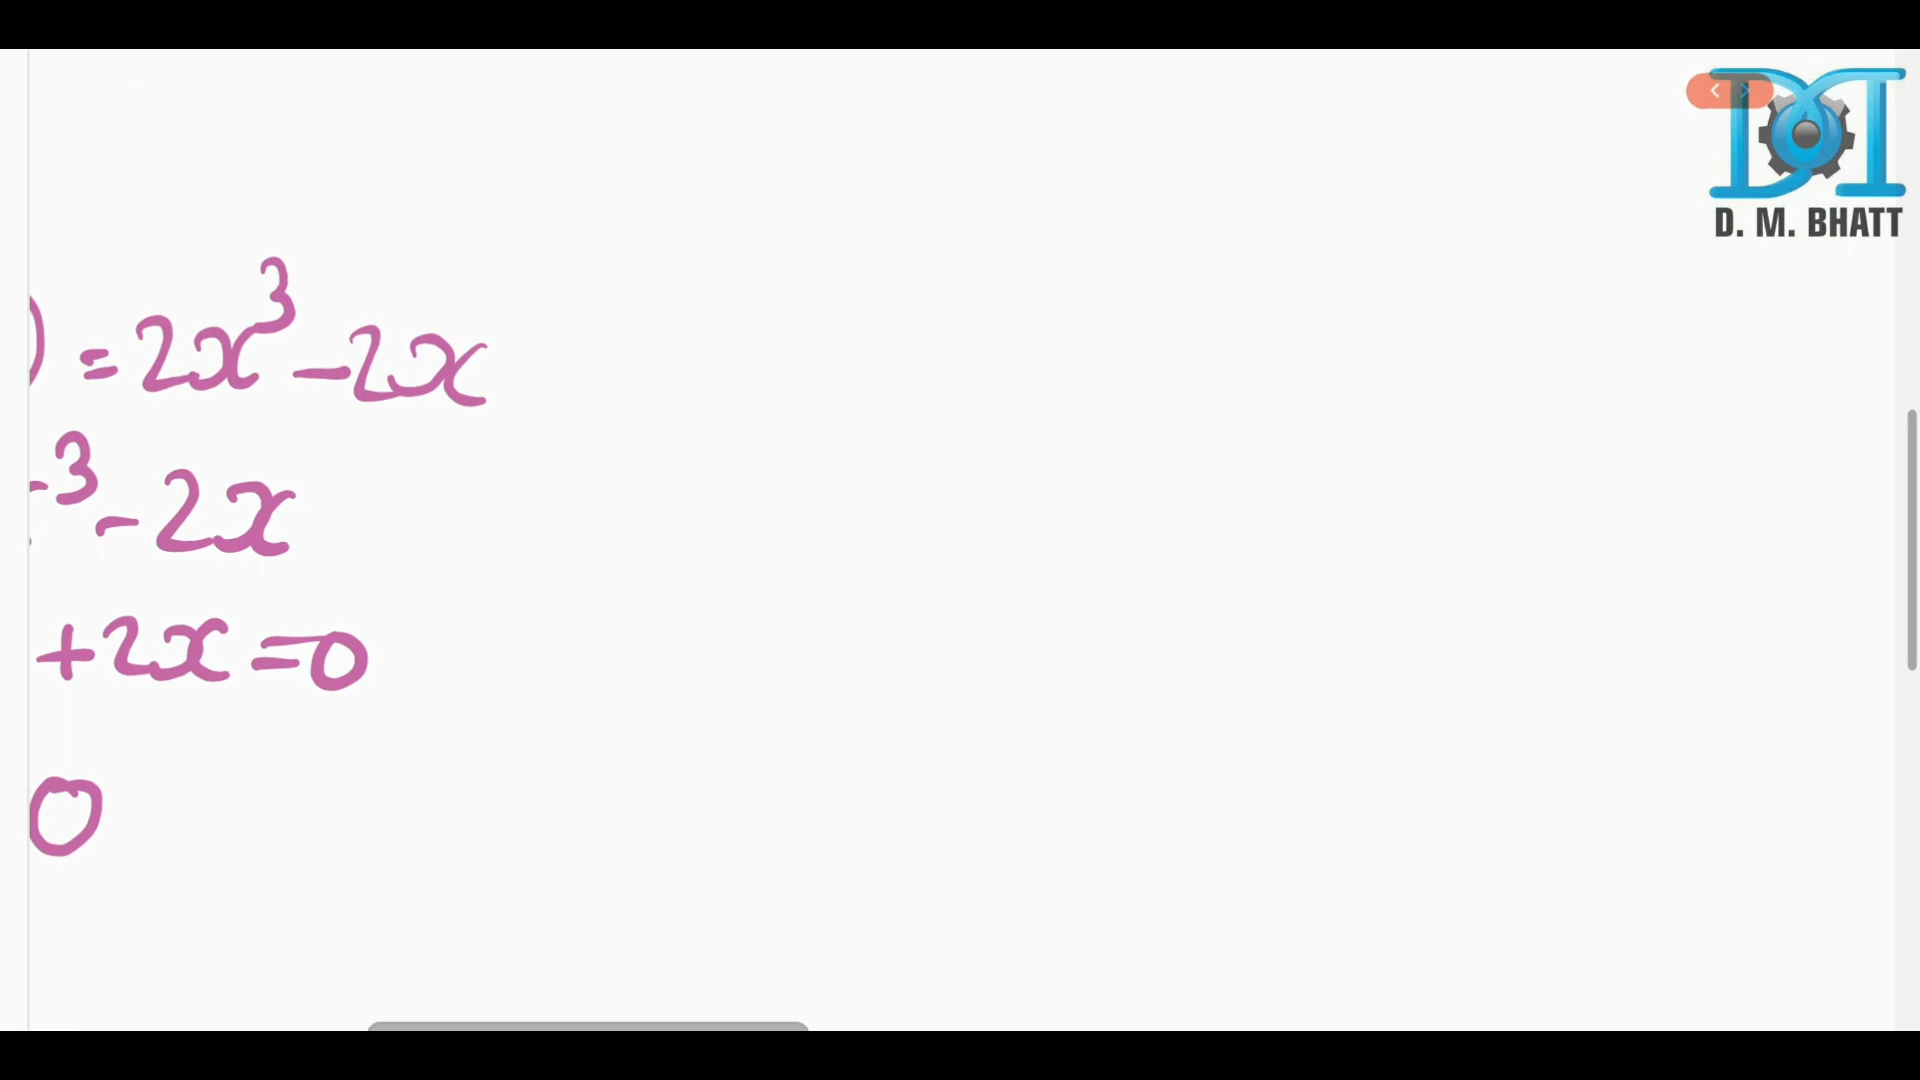 D. M. BHATT
) = 2x³ - 2x
³ - 2x
+ 2x = 0
0